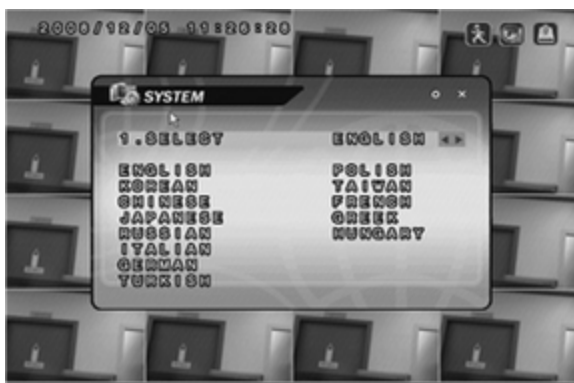 2008/12/05 11:26:28
SYSTEM
1.SELECT ENGLISH
ENGLISH POLISH
KOREAN TAIWAN
CHINESE FRENCH
JAPANESE GREEK
RUSSIAN HUNGARY
ITALIAN
GERMAN
TURKISH